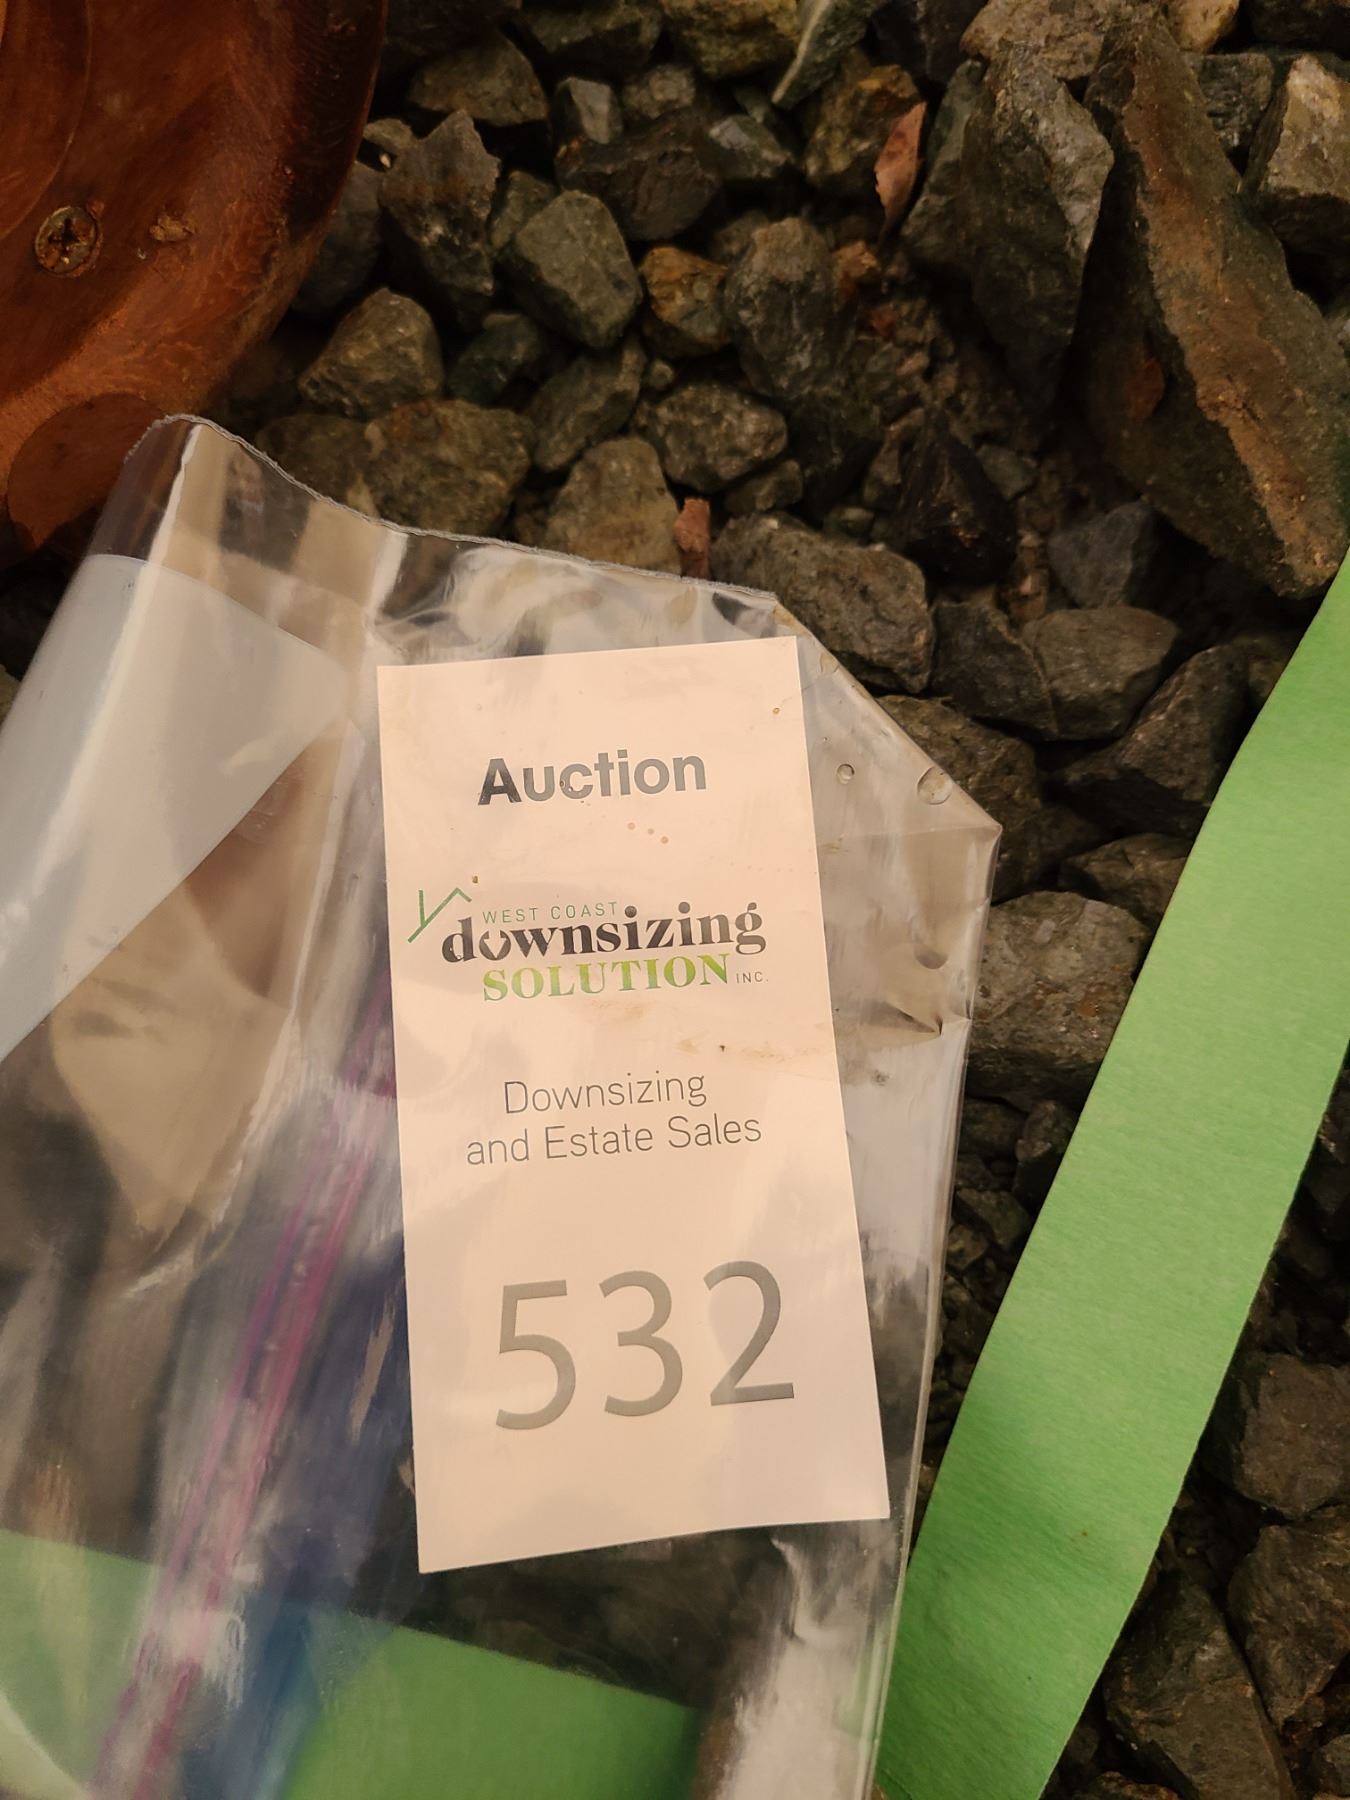 Auction
WEST COAST
downsizing
SOLUTION INC.
Downsizing
and Estate Sales
532